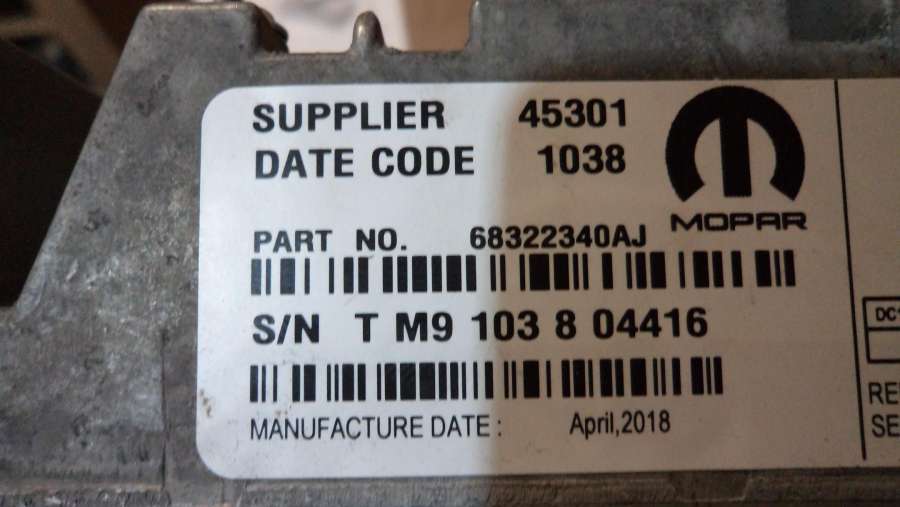 SUPPLIER 45301
DATE CODE 1038
MOPAR
PART NO. 68322340AJ
S/N T M9 103 8 04416
MANUFACTURE DATE : April,2018